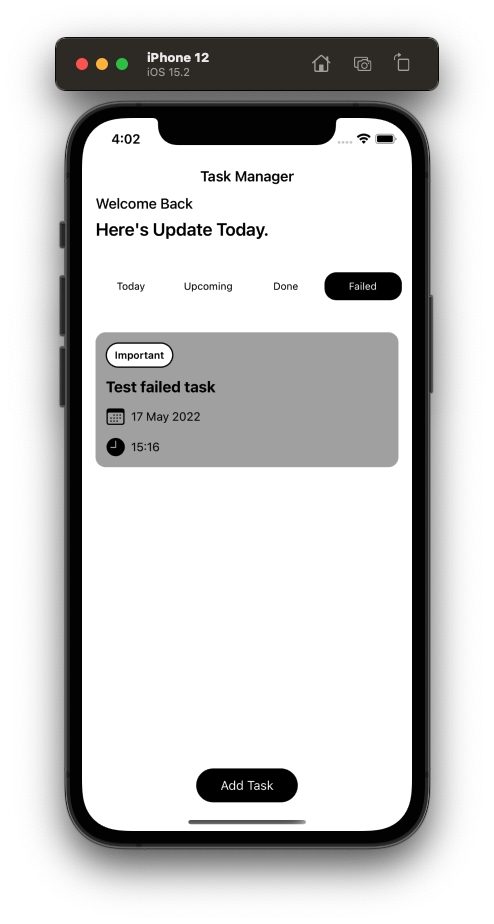 iPhone 12
iOS 15.2
4:02
Task Manager
Welcome Back
Here's Update Today.
Today Upcoming Done Failed
Important
Test failed task
17 May 2022
15:16
Add Task